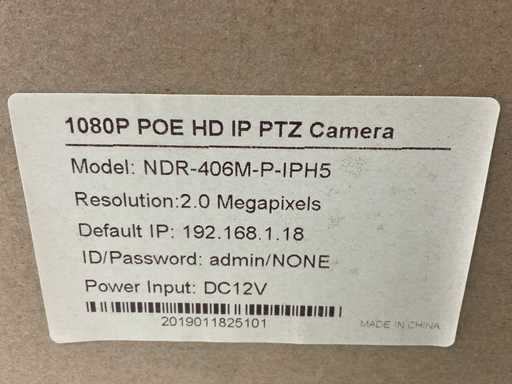 1080P POE HD IP PTZ Camera
Model: NDR-406M-P-IPH5
Resolution:2.0 Megapixels
Default IP: 192.168.1.18
ID/Password: admin/NONE
Power Input: DC12V
2019011825101
MADE IN CHINA